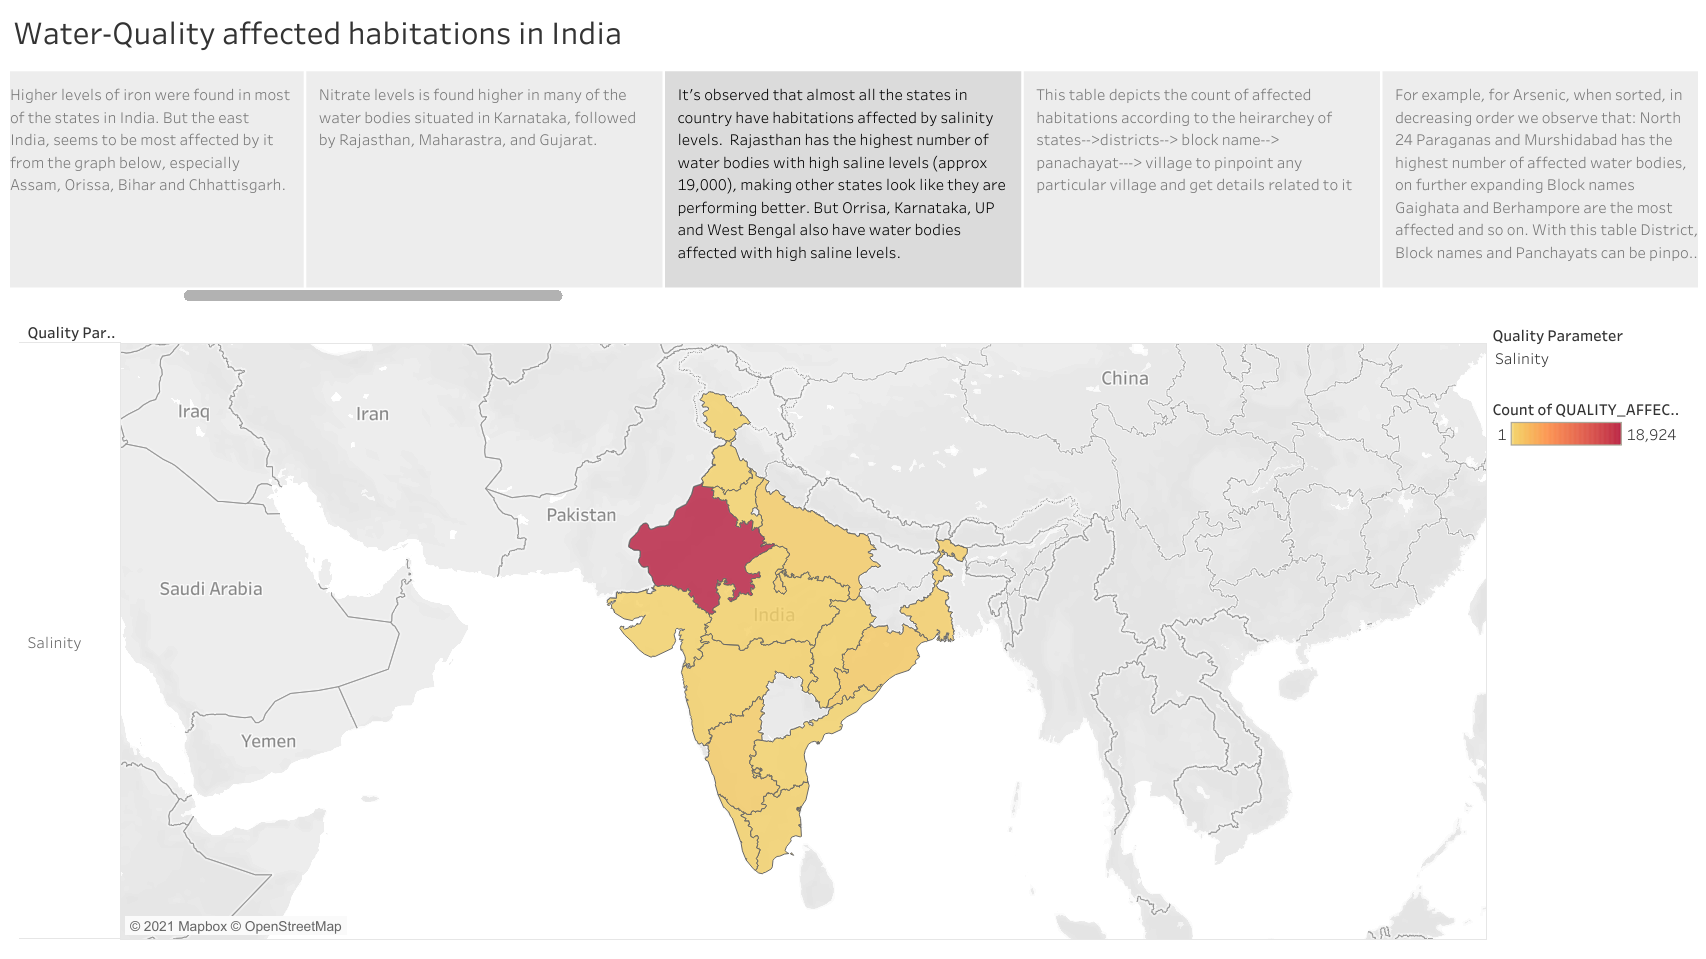 Water-Quality affected habitations in India
Higher levels of iron were found in most
of the states in India. But the east
India, seems to be most affected by it
from the graph below, especially
Assam, Orissa, Bihar and Chhattisgarh.
Nitrate levels is found higher in many of the
water bodies situated in Karnataka, followed
by Rajasthan, Maharastra, and Gujarat.
It's observed that almost all the states in
country have habitations affected by salinity
levels.  Rajasthan has the highest number of
water bodies with high saline levels (approx
19,000), making other states look like they are
performing better. But Orrisa, Karnataka, UP
and West Bengal also have water bodies
affected with high saline levels.
This table depicts the count of affected
habitations according to the heirarchey of
states-->districts--> block name-->
panachayat---> village to pinpoint any
particular village and get details related to it
For example, for Arsenic, when sorted, in
decreasing order we observe that: North
24 Paraganas and Murshidabad has the
highest number of affected water bodies,
on further expanding Block names
Gaighata and Berhampore are the most
affected and so on. With this table District,
Block names and Panchayats can be pinpo..
Quality Par..
Quality Parameter
Salinity
Count of QUALITY_AFFEC..
1
18,924
China
Iraq
Iran
Pakistan
Saudi Arabia
India
Salinity
Yemen
© 2021 Mapbox © OpenStreetMap